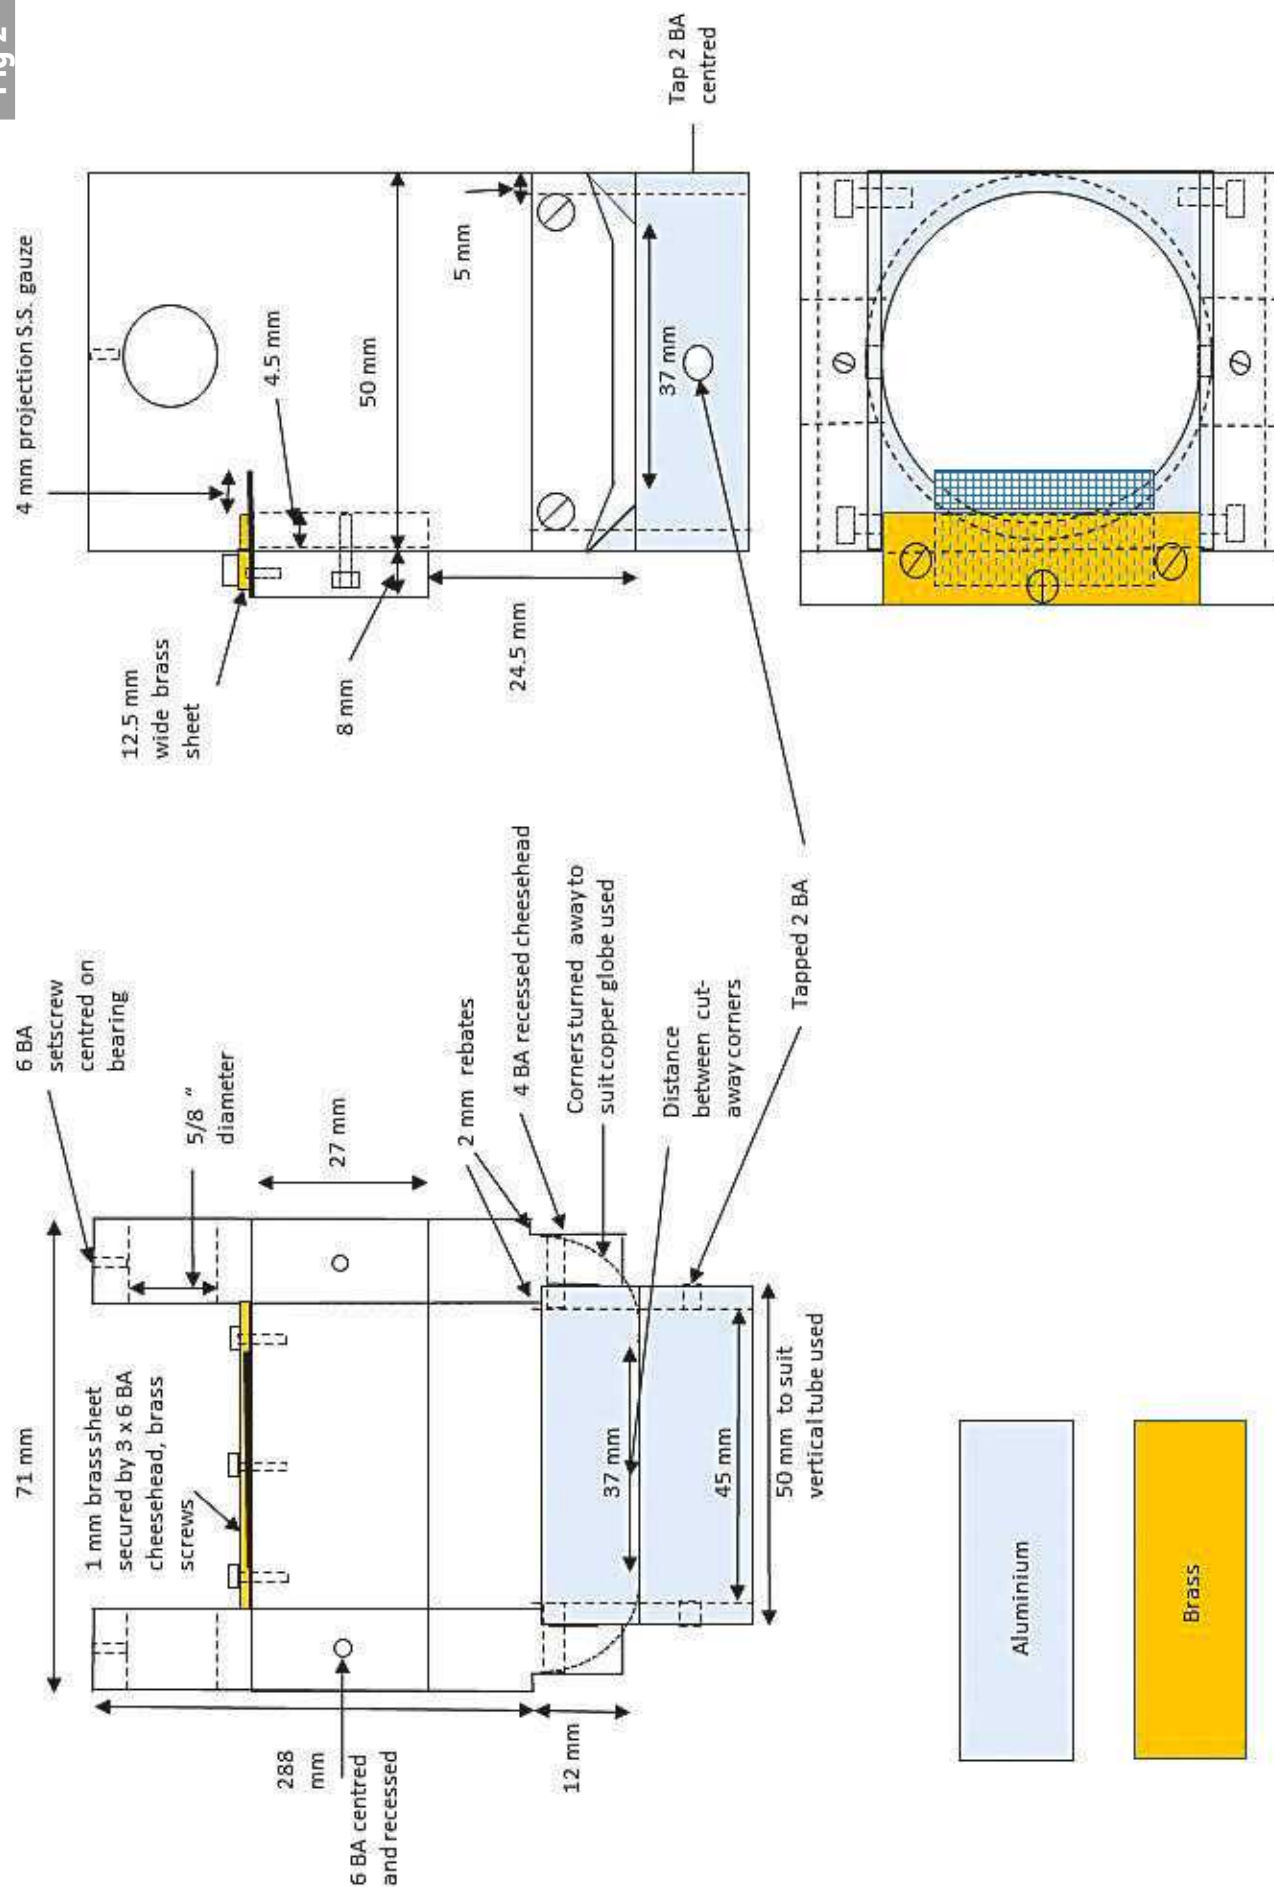 Fig 2
71 mm
6 BA
setscrew
centred on
bearing
5/8 “
diameter
1 mm brass sheet
secured by 3 x 6 BA
cheesehead, brass
screws
27 mm
288
mm
6 BA centred
and recessed
2 mm rebates
4 BA recessed cheesehead
Corners turned away to
suit copper globe used
12 mm
37 mm
Distance
between cut-
away corners
45 mm
50 mm to suit
vertical tube used
Tapped 2 BA
4 mm projection S.S. gauze
12.5 mm
wide brass
sheet
4.5 mm
8 mm
50 mm
5 mm
24.5 mm
37 mm
Tap 2 BA
centred
Aluminium
Brass